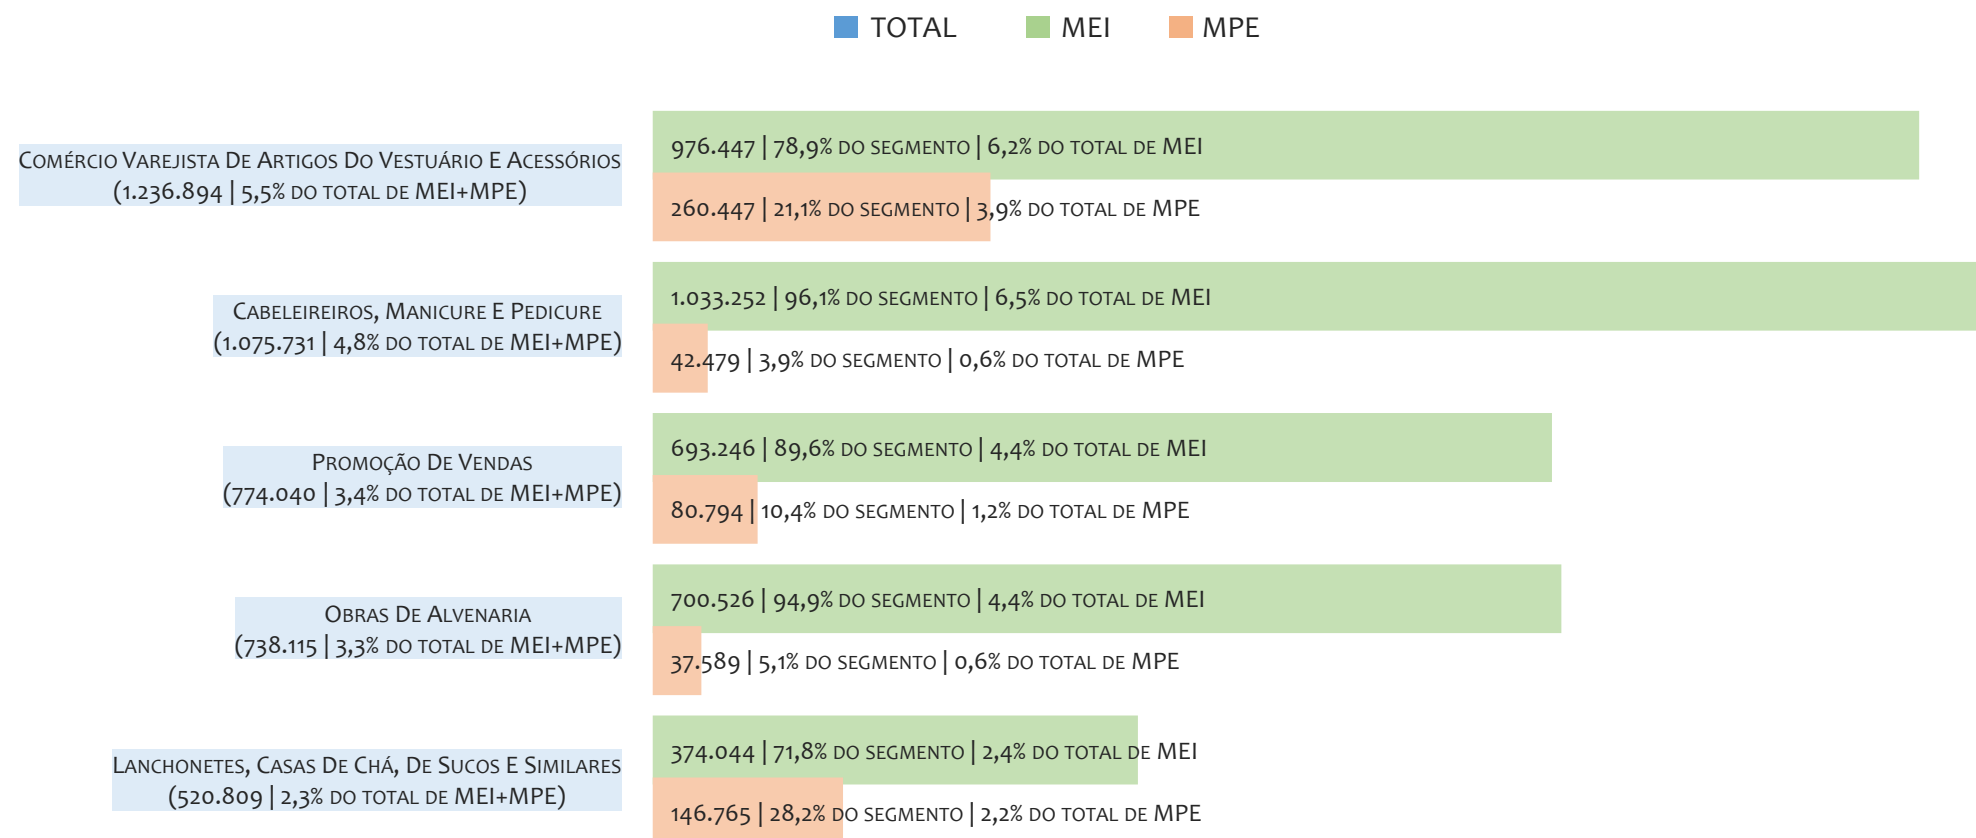 TOTAL MEI MPE
COMÉRCIO VAREJISTA DE ARTIGOS DO VESTUÁRIO E ACESSÓRIOS
(1.236.894 | 5,5% DO TOTAL DE MEI+MPE)
976.447 | 78,9% DO SEGMENTO | 6,2% DO TOTAL DE MEI
260.447 | 21,1% DO SEGMENTO | 3,9% DO TOTAL DE MPE
CABELEIREIROS, MANICURE E PEDICURE
(1.075.731 | 4,8% DO TOTAL DE MEI+MPE)
1.033.252 | 96,1% DO SEGMENTO | 6,5% DO TOTAL DE MEI
42.479 | 3,9% DO SEGMENTO | 0,6% DO TOTAL DE MPE
PROMOÇÃO DE VENDAS
(774.040 | 3,4% DO TOTAL DE MEI+MPE)
693.246 | 89,6% DO SEGMENTO | 4,4% DO TOTAL DE MEI
80.794 | 10,4% DO SEGMENTO | 1,2% DO TOTAL DE MPE
OBRAS DE ALVENARIA
(738.115 | 3,3% DO TOTAL DE MEI+MPE)
700.526 | 94,9% DO SEGMENTO | 4,4% DO TOTAL DE MEI
37.589 | 5,1% DO SEGMENTO | 0,6% DO TOTAL DE MPE
LANCHONETES, CASAS DE CHÁ, DE SUCOS E SIMILARES
(520.809 | 2,3% DO TOTAL DE MEI+MPE)
374.044 | 71,8% DO SEGMENTO | 2,4% DO TOTAL DE MEI
146.765 | 28,2% DO SEGMENTO | 2,2% DO TOTAL DE MPE